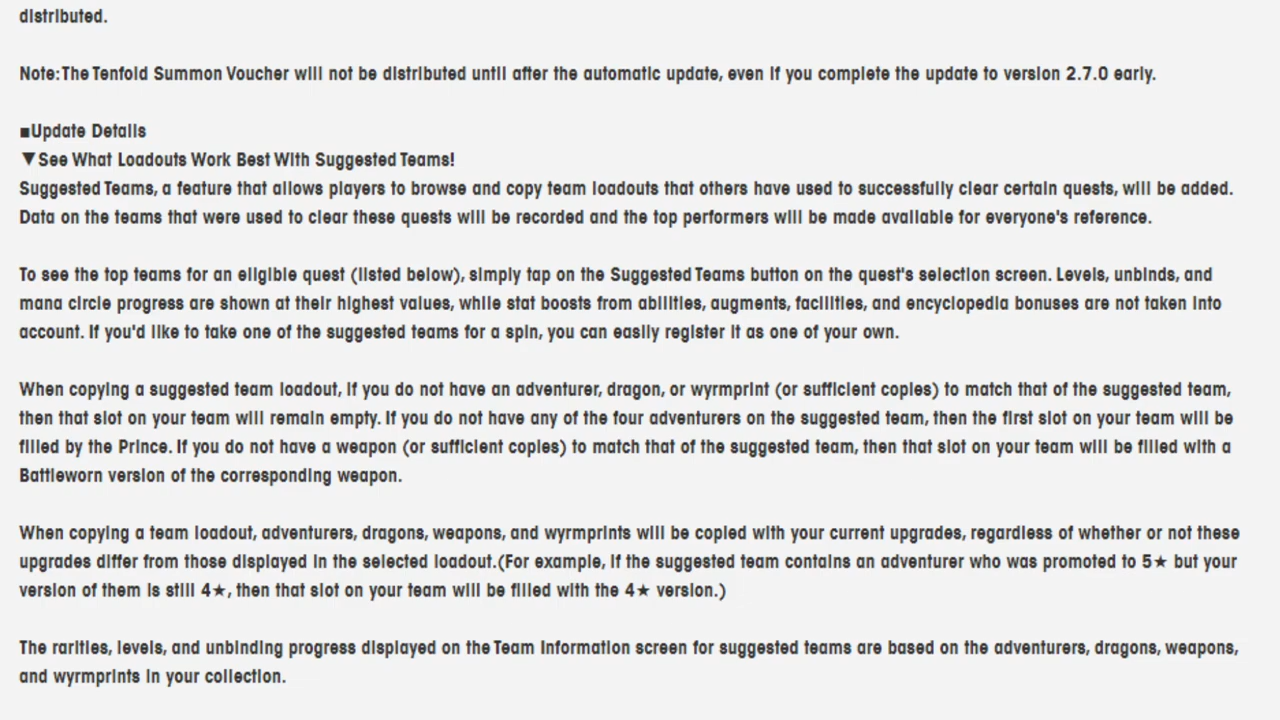 distributed.
Note:The Tenfold Summon Voucher will not be distributed until after the automatic update, even if you complete the update to version 2.7.0 early.
■Update Details
▼See What Loadouts Work Best With Suggested Teams!
Suggested Teams, a feature that allows players to browse and copy team loadouts that others have used to successfully clear certain quests, will be added.
Data on the teams that were used to clear these quests will be recorded and the top performers will be made available for everyone's reference.
To see the top teams for an eligible quest (listed below), simply tap on the Suggested Teams button on the quest's selection screen. Levels, unbinds, and
mana circle progress are shown at their highest values, while stat boosts from abilities, augments, facilities, and encyclopedia bonuses are not taken into
account. If you'd like to take one of the suggested teams for a spin, you can easily register it as one of your own.
When copying a suggested team loadout, if you do not have an adventurer, dragon, or wyrmprint (or sufficient copies) to match that of the suggested team,
then that slot on your team will remain empty. If you do not have any of the four adventurers on the suggested team, then the first slot on your team will be
filled by the Prince. If you do not have a weapon (or sufficient copies) to match that of the suggested team, then that slot on your team will be filled with a
Battleworn version of the corresponding weapon.
When copying a team loadout, adventurers, dragons, weapons, and wyrmprints will be copied with your current upgrades, regardless of whether or not these
upgrades differ from those displayed in the selected loadout.(For example, if the suggested team contains an adventurer who was promoted to 5★ but your
version of them is still 4★, then that slot on your team will be filled with the 4★ version.)
The rarities, levels, and unbinding progress displayed on the Team Information screen for suggested teams are based on the adventurers, dragons, weapons,
and wyrmprints in your collection.